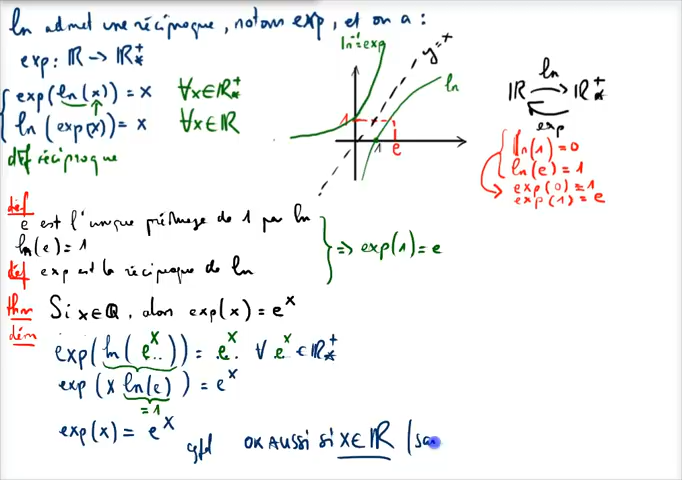 ln admet une réciproque, notons exp, et on a :
exp: ℝ → ℝ*⁺
exp(ln(x)) = x ∀x∈ℝ*⁺
ln(exp(x)) = x ∀x∈ℝ
déf réciproque
ln⁻¹=exp
y=x
ln
1
1
e
ℝ ln ℝ*⁺
exp
ln(1)=0
ln(e)=1
exp(0)=1
exp(1)=e
déf
e est l'unique préimage de 1 par ln
ln(e)=1
déf exp est la réciproque de ln
⇒ exp(1)=e
thm Si x∈ℚ, alors exp(x)=eˣ
dém
exp(ln(eˣ)) = eˣ ∀ eˣ ∈ ℝ*⁺
exp(x ln(e)) = eˣ
=1
exp(x) = eˣ
cqfd OK AUSSI SI x∈ℝ (sa